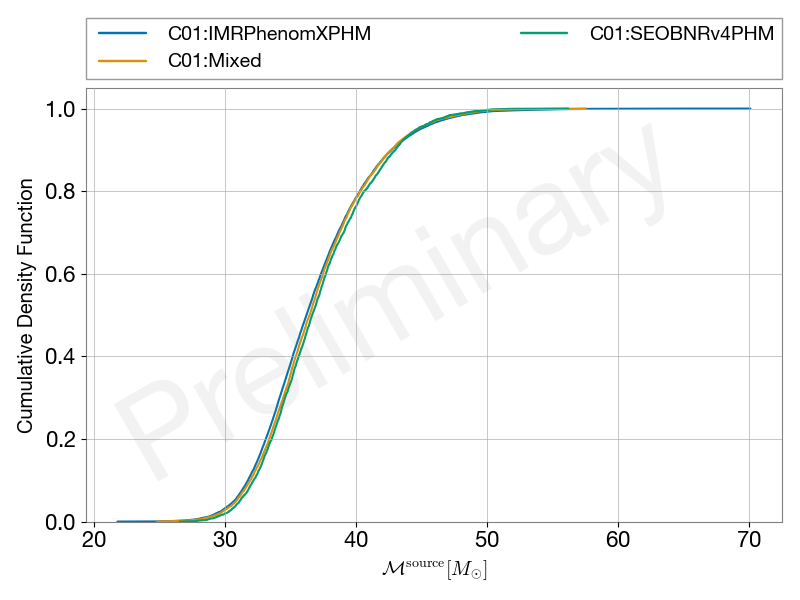 C01:IMRPhenomXPHM
C01:SEOBNRv4PHM
C01:Mixed
1.0
0.8
0.6
0.4
0.2
0.0
Cumulative Density Function
Preliminary
20 30 40 50 60 70
ℳ^source [M_⊙]